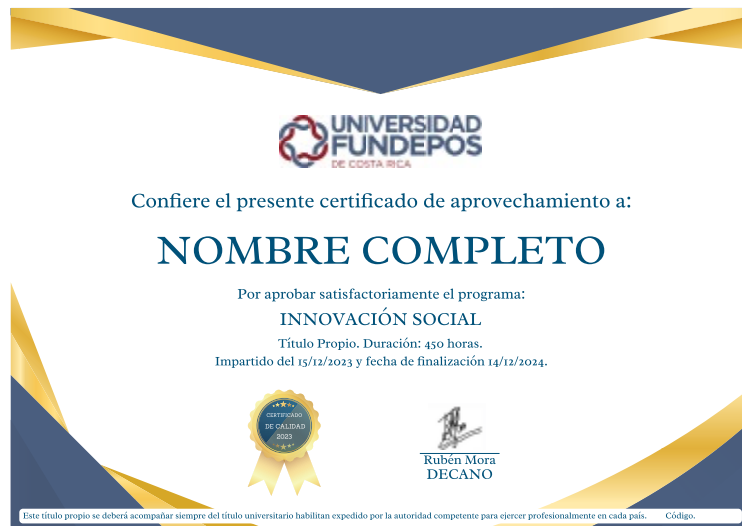 UNIVERSIDAD
FUNDEPOS
DE COSTA RICA
Confiere el presente certificado de aprovechamiento a:
NOMBRE COMPLETO
Por aprobar satisfactoriamente el programa:
INNOVACIÓN SOCIAL
Título Propio. Duración: 450 horas.
Impartido del 15/12/2023 y fecha de finalización 14/12/2024.
CERTIFICADO
DE CALIDAD
2023
Rubén Mora
DECANO
Este título propio se deberá acompañar siempre del título universitario habilitan expedido por la autoridad competente para ejercer profesionalmente en cada país. Código.